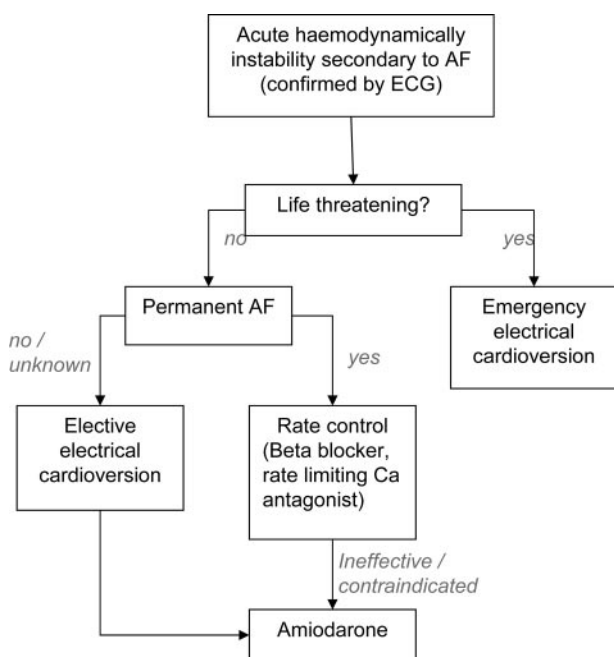 Acute haemodynamically
instability secondary to AF
(confirmed by ECG)
Life threatening?
no
yes
Permanent AF
Emergency
electrical
cardioversion
no /
unknown
yes
Elective
electrical
cardioversion
Rate control
(Beta blocker,
rate limiting Ca
antagonist)
Ineffective /
contraindicated
Amiodarone